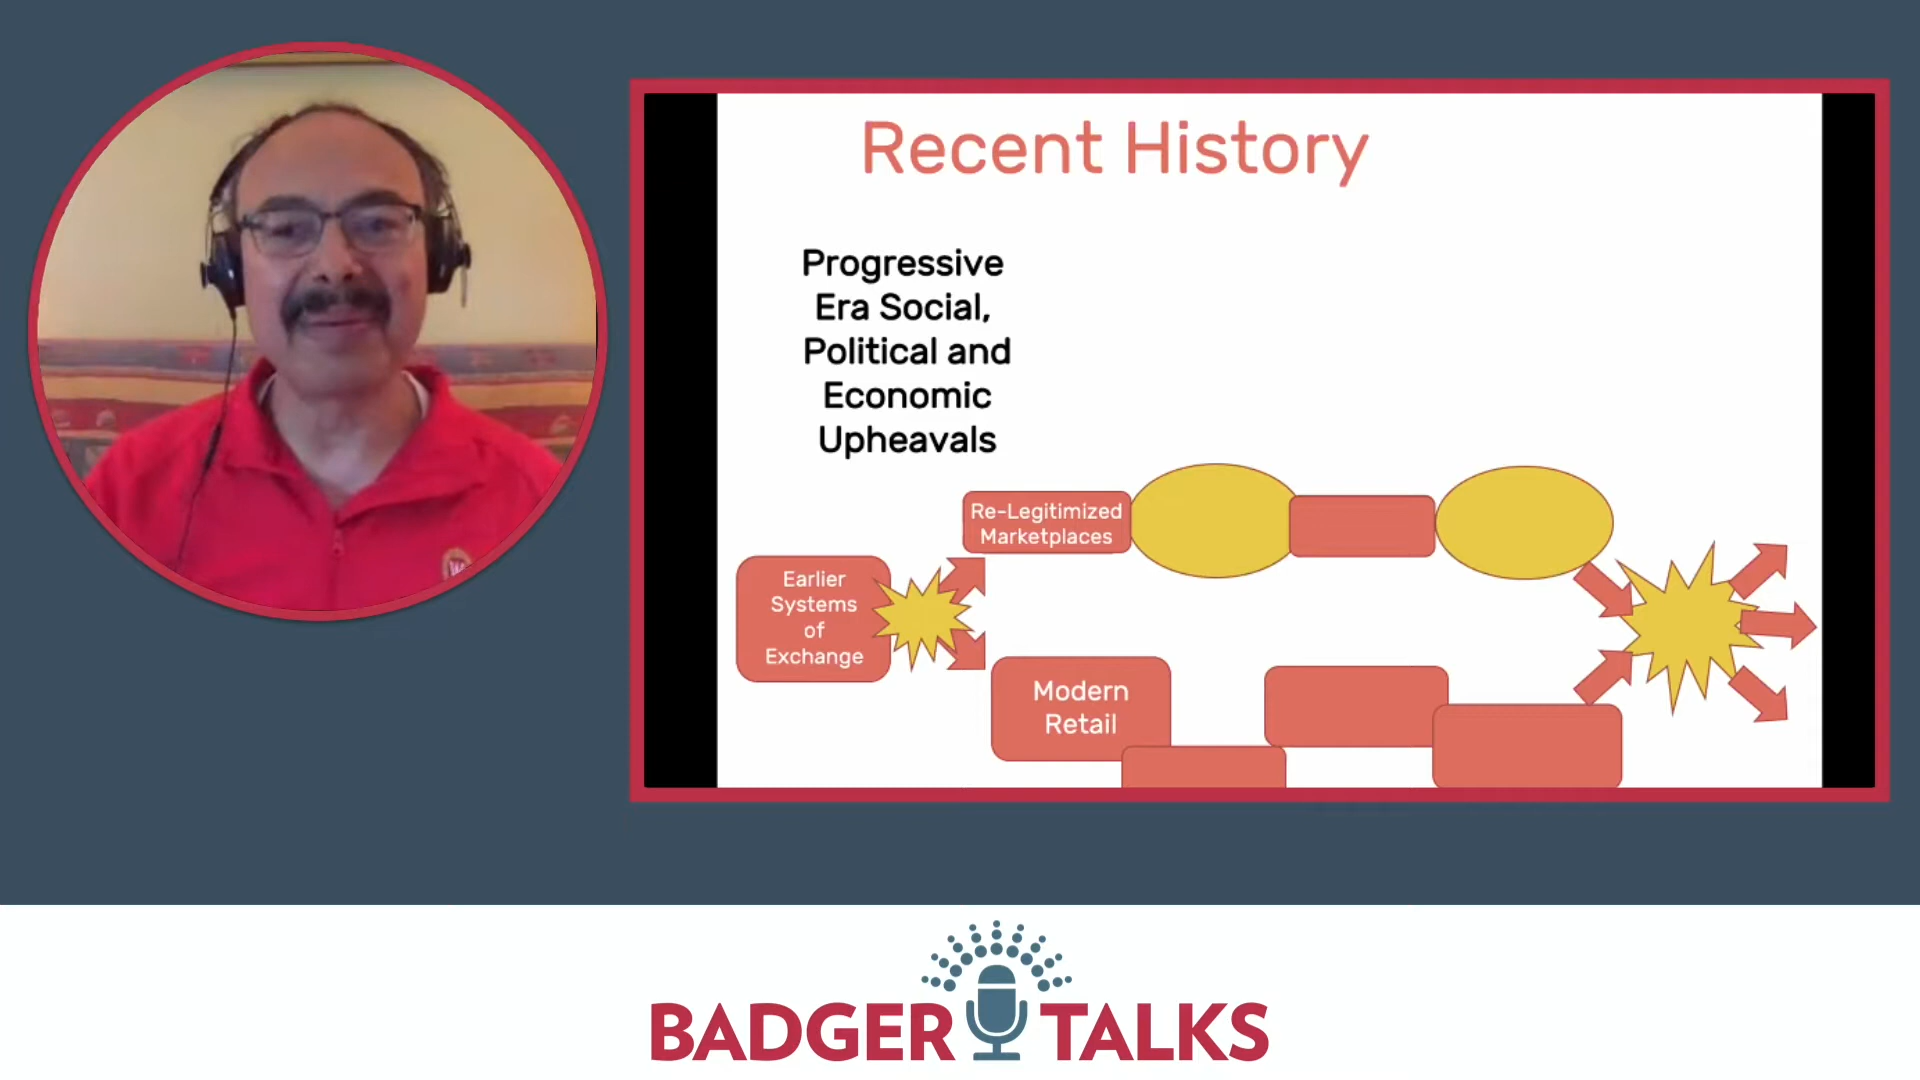 Recent History
Progressive
Era Social,
Political and
Economic
Upheavals
Re-Legitimized
Marketplaces
Earlier
Systems
of
Exchange
Modern
Retail
W
BADGER TALKS